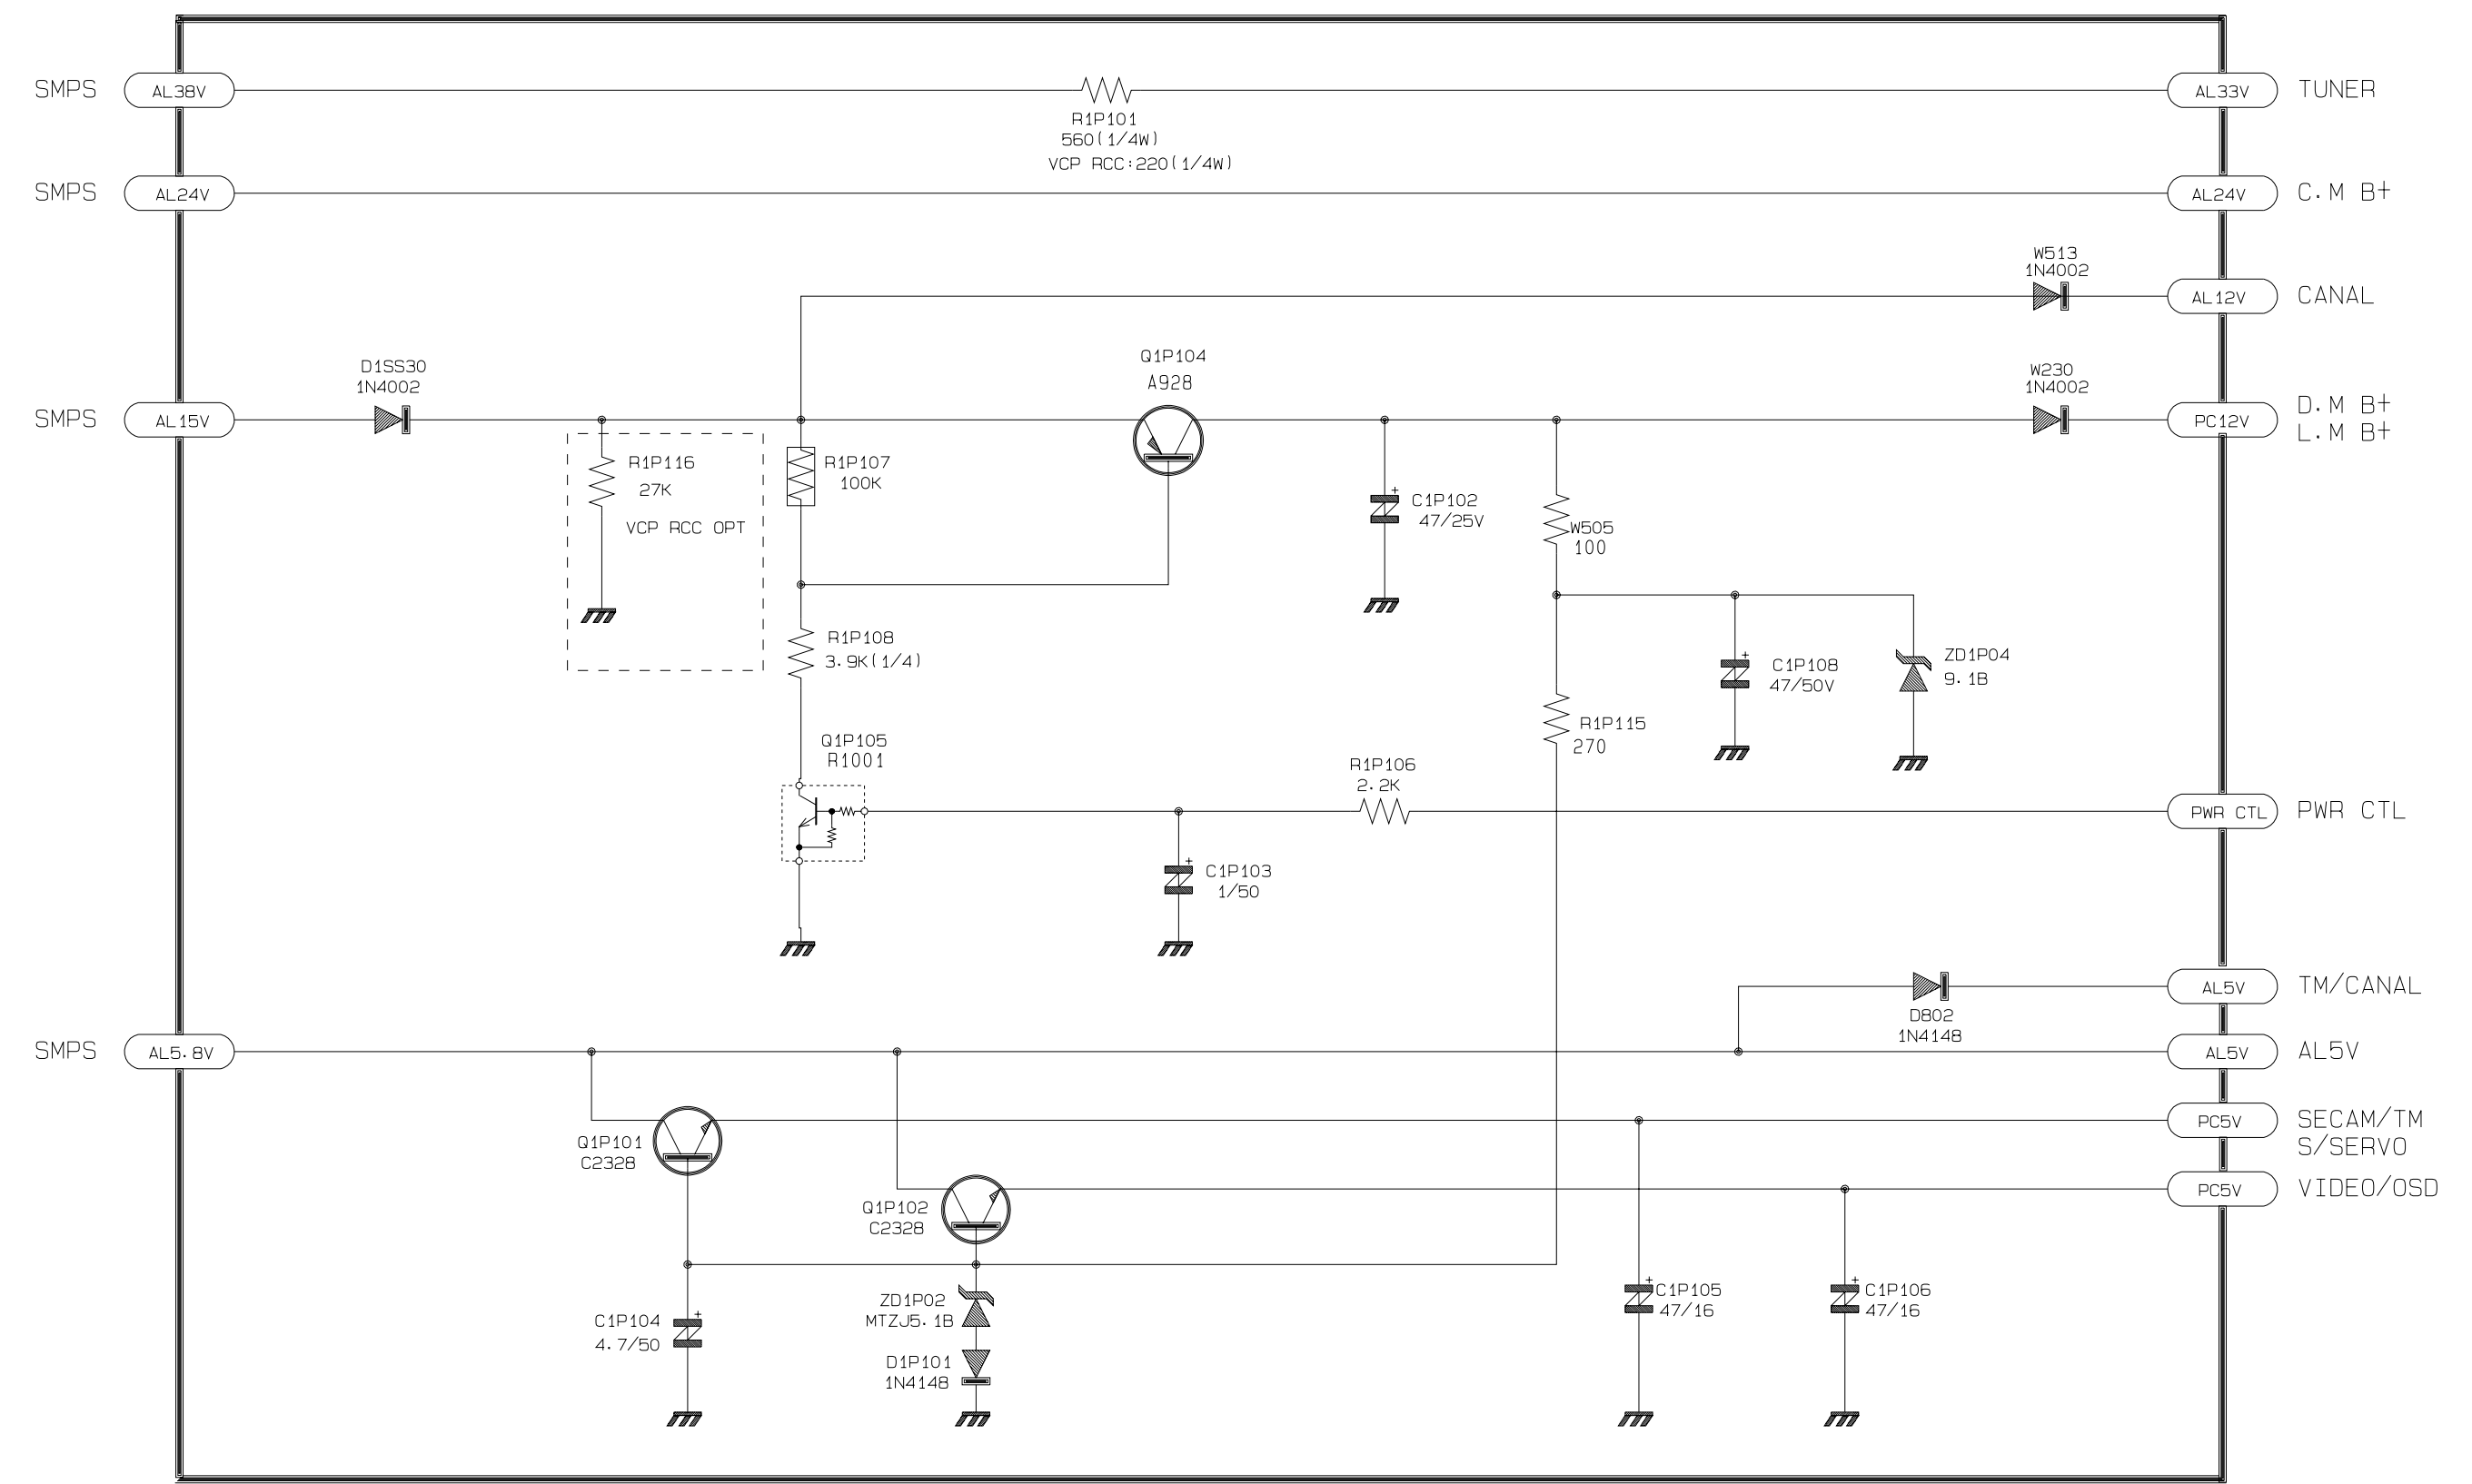 SMPS
AL38V
R1P101
560(1/4W)
VCP RCC:220(1/4W)
AL33V
TUNER
SMPS
AL24V
AL24V
C.M B+
W513
1N4002
AL12V
CANAL
SMPS
AL15V
D1SS30
1N4002
Q1P104
A928
W230
1N4002
PC12V
D.M B+
L.M B+
R1P116
27K
VCP RCC OPT
R1P107
100K
C1P102
47/25V
W505
100
R1P108
3.9K(1/4)
C1P108
47/50V
ZD1P04
9.1B
R1P115
270
Q1P105
R1001
R1P106
2.2K
PWR CTL
PWR CTL
C1P103
1/50
D802
1N4148
AL5V
TM/CANAL
SMPS
AL5.8V
AL5V
AL5V
Q1P101
C2328
PC5V
SECAM/TM
S/SERVO
Q1P102
C2328
PC5V
VIDEO/OSD
C1P104
4.7/50
ZD1P02
MTZJ5.1B
D1P101
1N4148
C1P105
47/16
C1P106
47/16